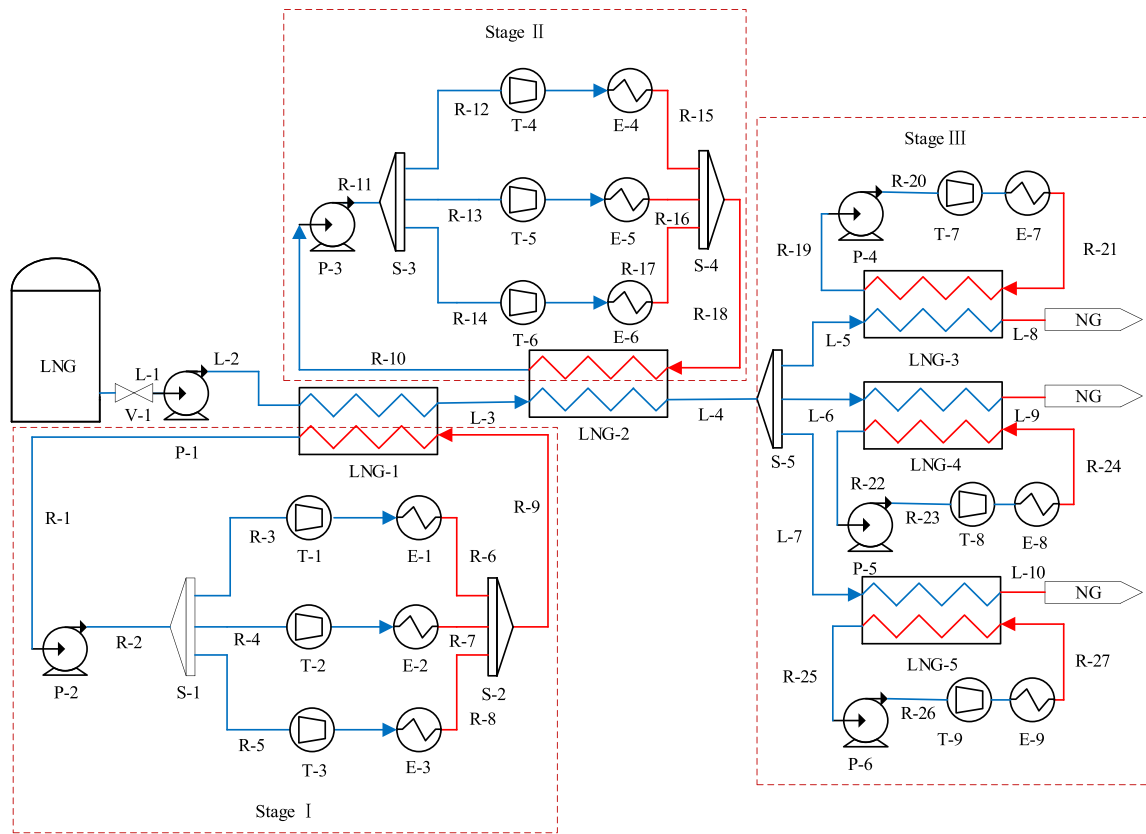 Stage Ⅱ
R-12
T-4
E-4
R-15
R-11
S-3
P-3
R-13
T-5
E-5
R-16
S-4
R-14
T-6
R-17
E-6
R-18
R-10
LNG-2
Stage Ⅲ
R-20
P-4
T-7
E-7
R-19
R-21
L-5
LNG-3
L-8
NG
L-6
LNG-4
L-9
NG
S-5
R-22
R-23
R-24
P-5
T-8
E-8
L-7
L-10
NG
LNG-5
R-25
R-26
R-27
P-6
T-9
E-9
LNG
L-1
V-1
L-2
P-1
LNG-1
L-3
L-4
R-1
R-3
T-1
E-1
R-6
R-9
P-2
R-2
S-1
R-4
T-2
E-2
R-7
S-2
R-5
T-3
E-3
R-8
Stage Ⅰ